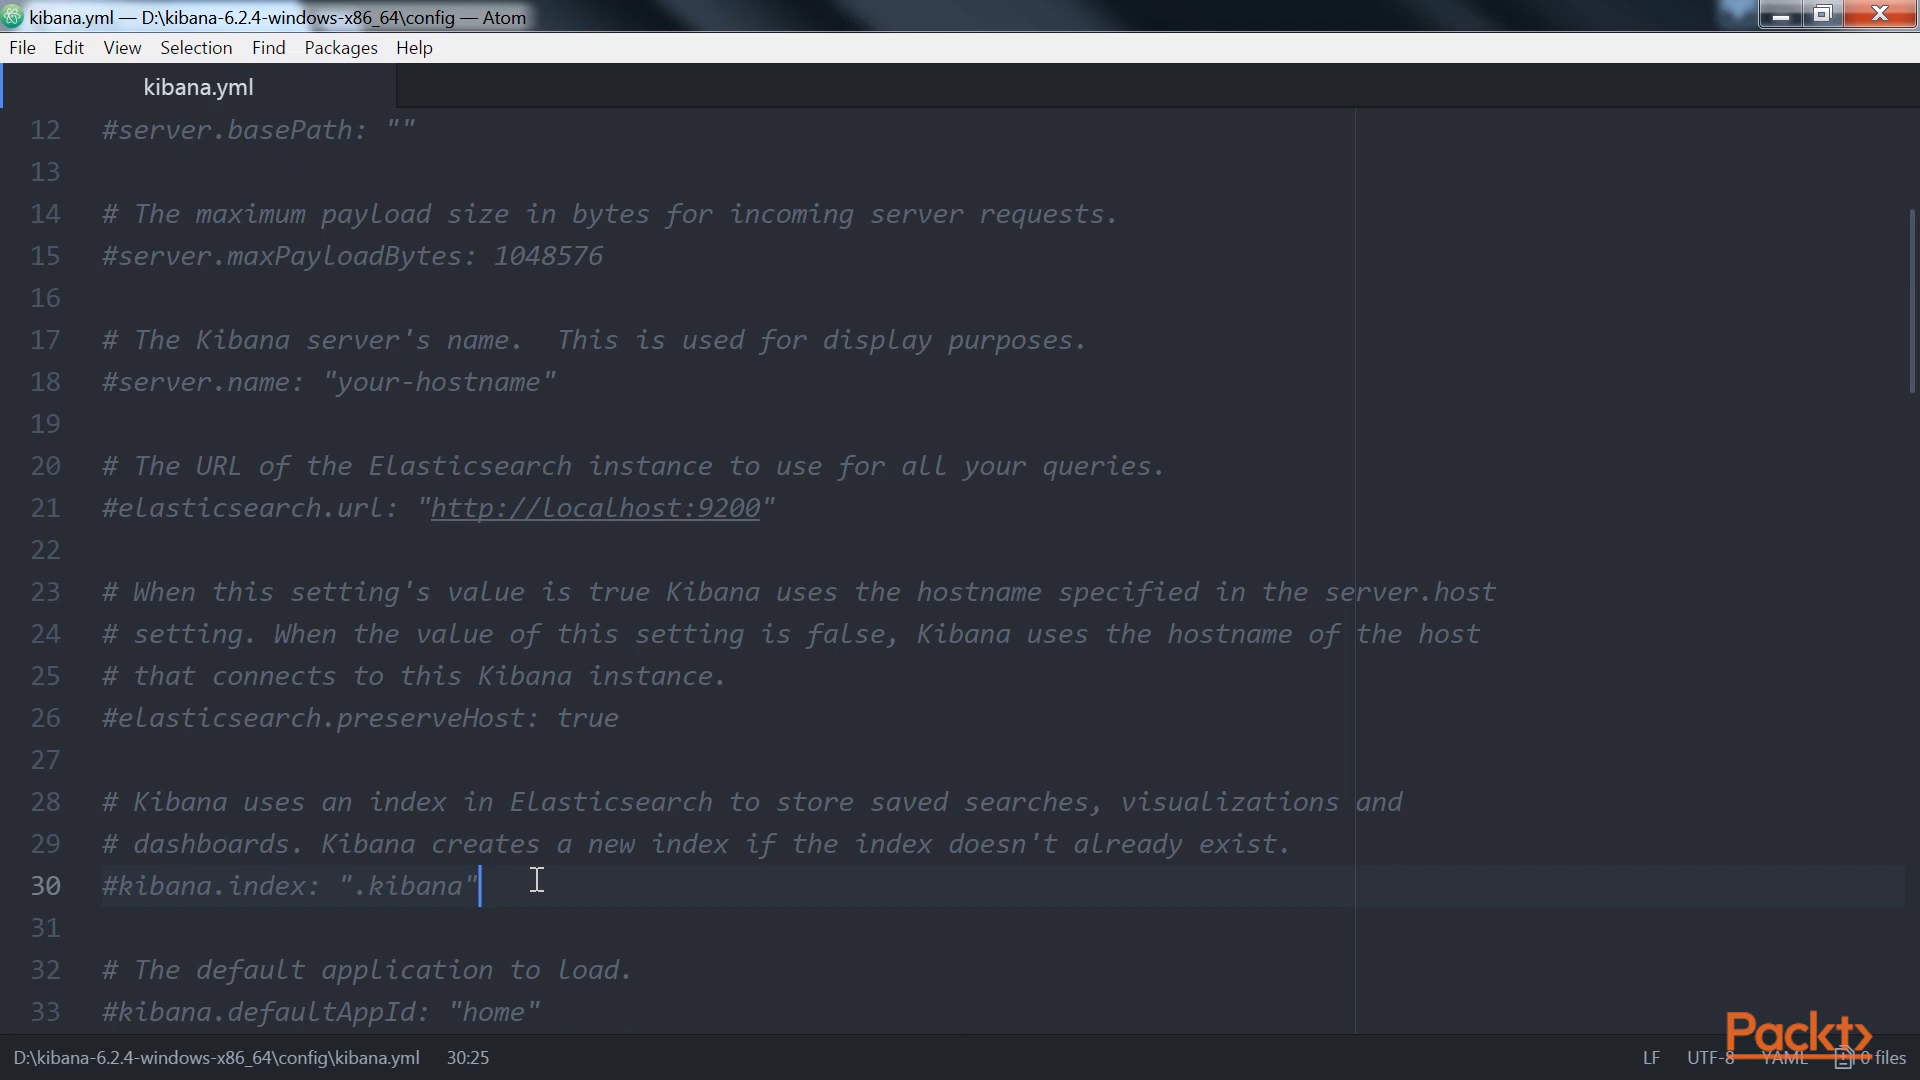 kibana.yml — D:\kibana-6.2.4-windows-x86_64\config — Atom
File Edit View Selection Find Packages Help
kibana.yml
12 #server.basePath: ""
13
14 # The maximum payload size in bytes for incoming server requests.
15 #server.maxPayloadBytes: 1048576
16
17 # The Kibana server's name.  This is used for display purposes.
18 #server.name: "your-hostname"
19
20 # The URL of the Elasticsearch instance to use for all your queries.
21 #elasticsearch.url: "http://localhost:9200"
22
23 # When this setting's value is true Kibana uses the hostname specified in the server.host
24 # setting. When the value of this setting is false, Kibana uses the hostname of the host
25 # that connects to this Kibana instance.
26 #elasticsearch.preserveHost: true
27
28 # Kibana uses an index in Elasticsearch to store saved searches, visualizations and
29 # dashboards. Kibana creates a new index if the index doesn't already exist.
30 #kibana.index: ".kibana"
31
32 # The default application to load.
33 #kibana.defaultAppId: "home"
Packt>
D:\kibana-6.2.4-windows-x86_64\config\kibana.yml 30:25 LF UTF-8 YAML 0 files